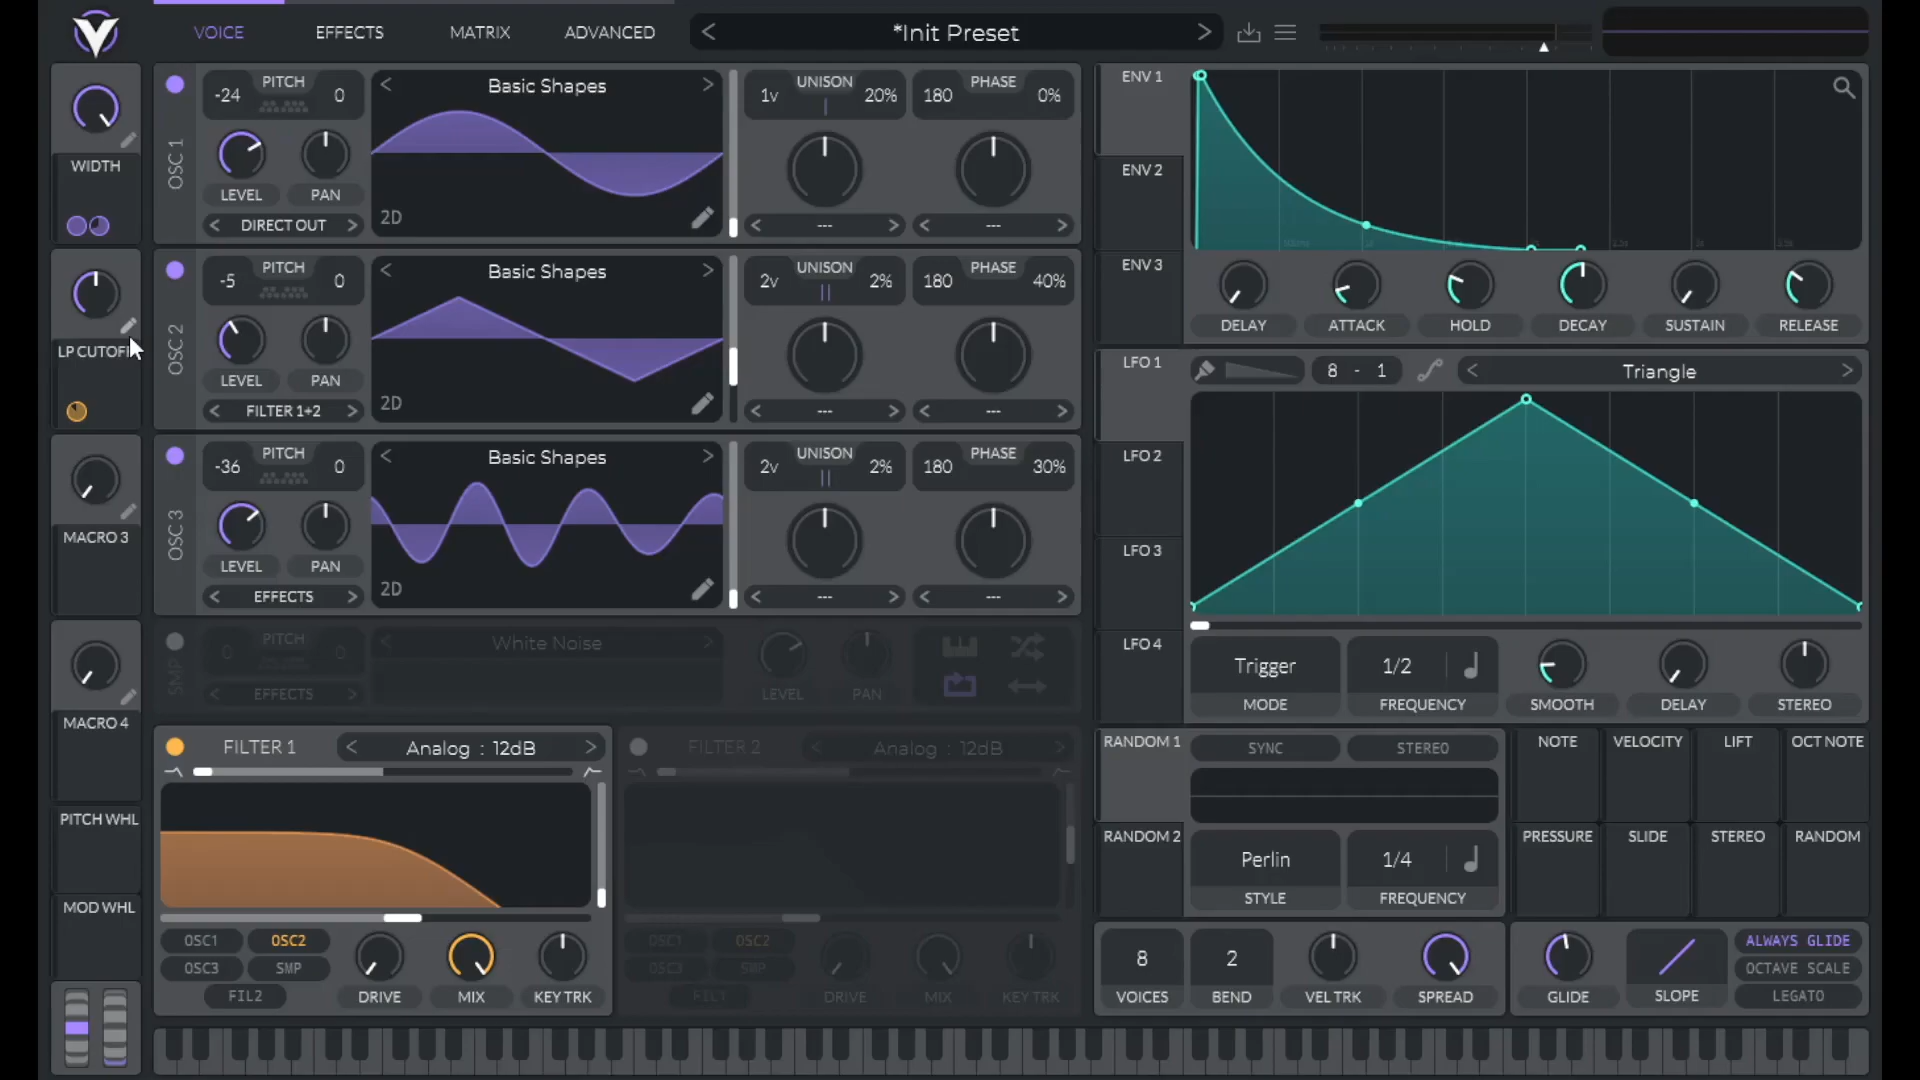 VOICE
EFFECTS
MATRIX
ADVANCED
*Init Preset
WIDTH
LP CUTOF
MACRO 3
MACRO 4
PITCH WHL
MOD WHL
OSC 1
-24 PITCH 0
LEVEL PAN
DIRECT OUT
Basic Shapes
2D
1v UNISON 20%
---
180 PHASE 0%
---
OSC 2
-5 PITCH 0
LEVEL PAN
FILTER 1+2
Basic Shapes
2D
2v UNISON 2%
---
180 PHASE 40%
---
OSC 3
-36 PITCH 0
LEVEL PAN
EFFECTS
Basic Shapes
2D
2v UNISON 2%
---
180 PHASE 30%
---
SMP
0 PITCH 0
EFFECTS
White Noise
LEVEL PAN
FILTER 1
Analog : 12dB
OSC1 OSC2
OSC3 SMP
FIL2
DRIVE MIX KEY TRK
FILTER 2
Analog : 12dB
OSC1 OSC2
OSC3 SMP
FIL1
DRIVE MIX KEY TRK
ENV 1
ENV 2
ENV 3
DELAY ATTACK HOLD DECAY SUSTAIN RELEASE
LFO 1
LFO 2
LFO 3
LFO 4
8 - 1
Triangle
Trigger
MODE
1/2
FREQUENCY
SMOOTH DELAY STEREO
RANDOM 1
RANDOM 2
SYNC STEREO
Perlin
STYLE
1/4
FREQUENCY
NOTE VELOCITY LIFT OCT NOTE
PRESSURE SLIDE STEREO RANDOM
8
VOICES
2
BEND
VEL TRK
SPREAD
GLIDE
SLOPE
ALWAYS GLIDE
OCTAVE SCALE
LEGATO